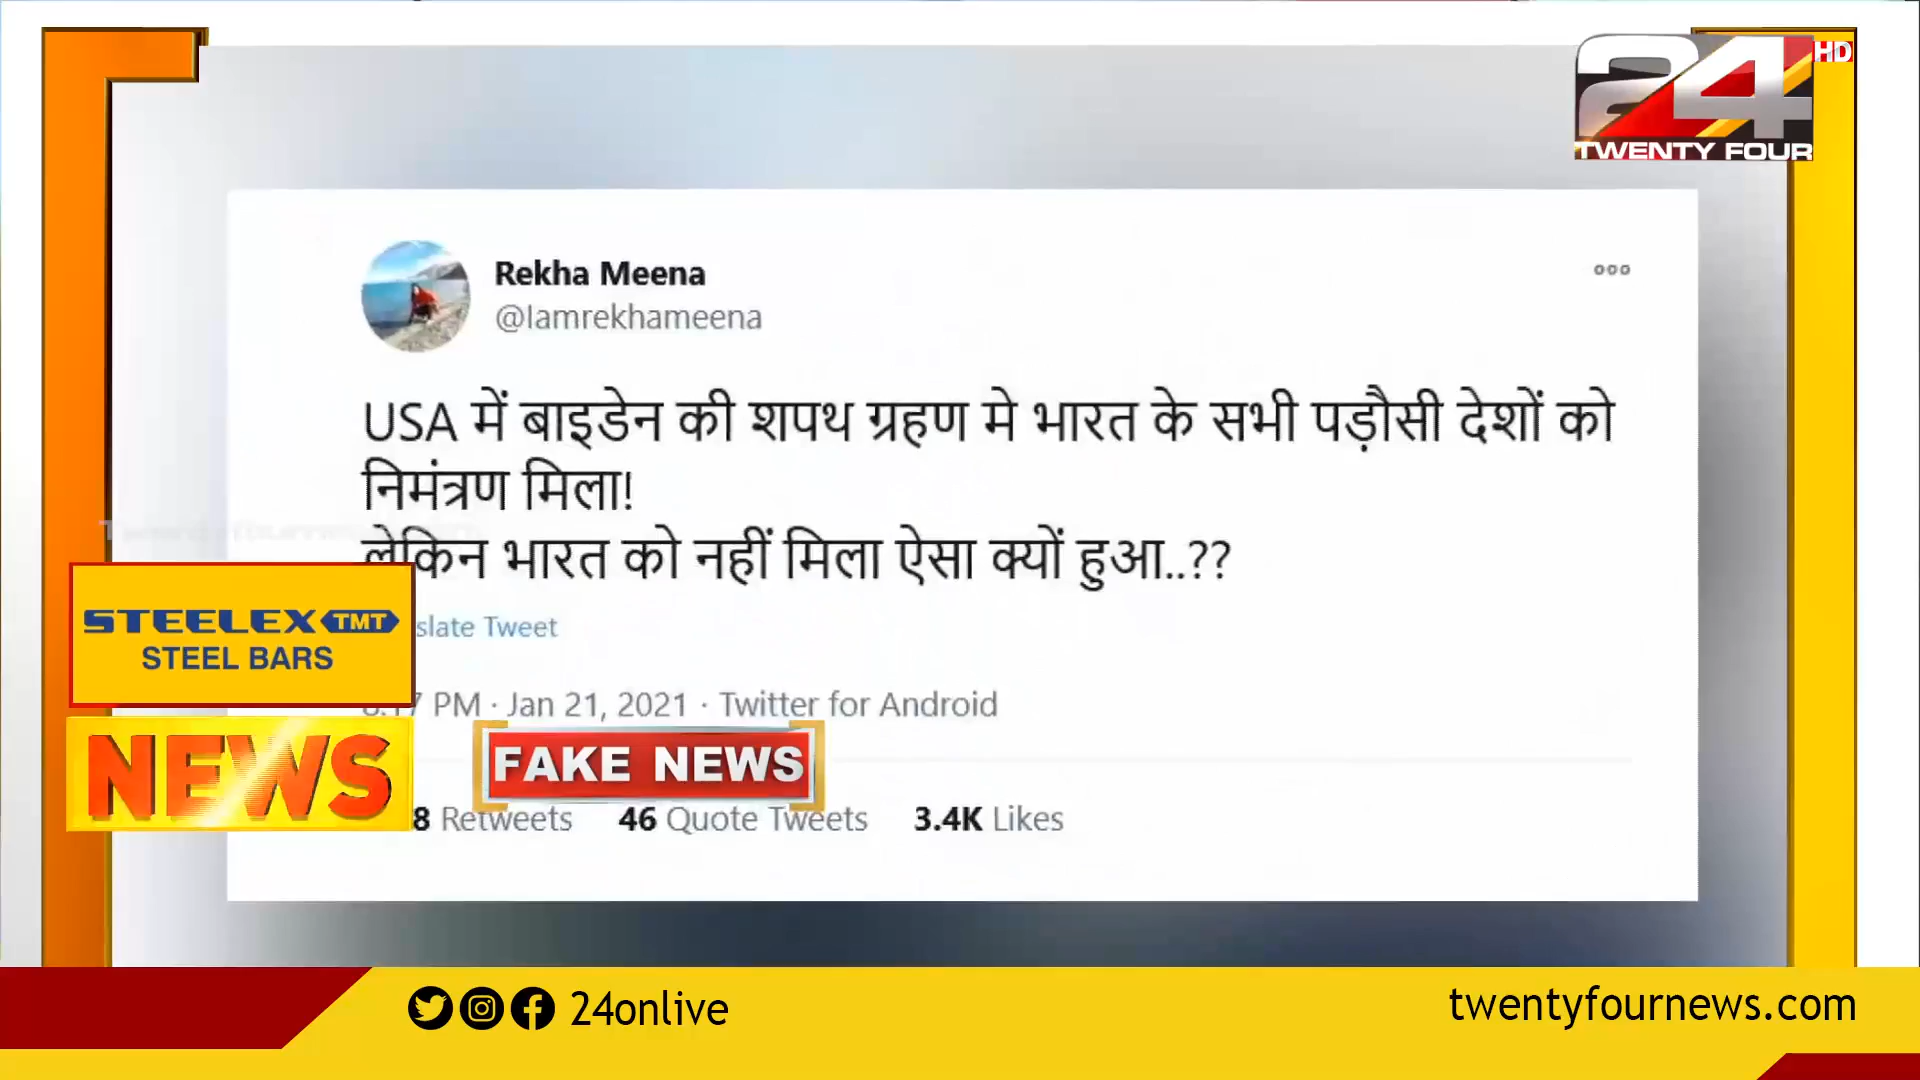 24
HD
TWENTY FOUR
Rekha Meena
@Iamrekhameena
USA में बाइडेन की शपथ ग्रहण मे भारत के सभी पड़ौसी देशों को
निमंत्रण मिला!
लेकिन भारत को नहीं मिला ऐसा क्यों हुआ..??
slate Tweet
PM · Jan 21, 2021 · Twitter for Android
8 Retweets 46 Quote Tweets 3.4K Likes
STEELEX TMT
STEEL BARS
NEWS
FAKE NEWS
24onlive
twentyfournews.com